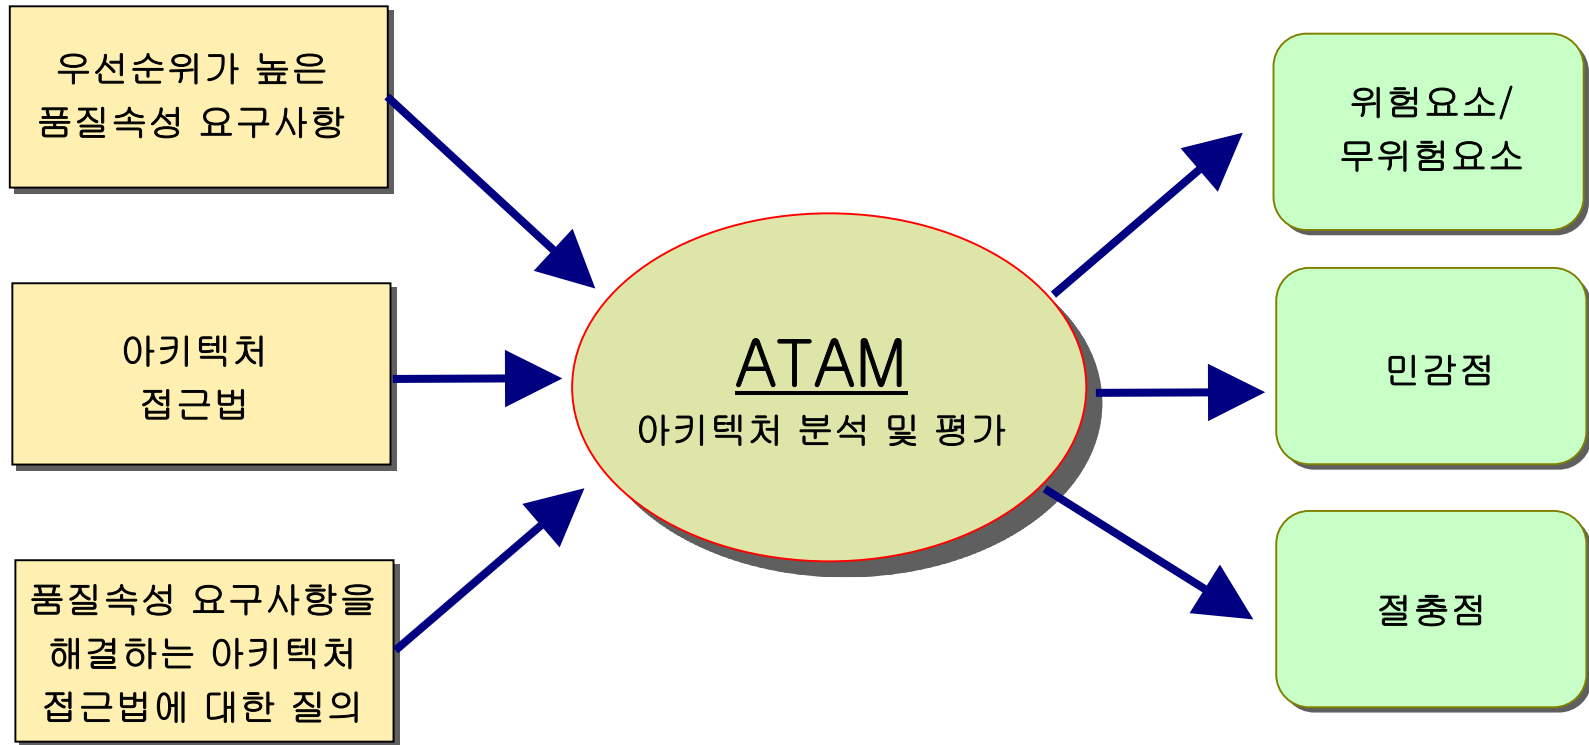 우선순위가 높은
품질속성 요구사항
아키텍처
접근법
품질속성 요구사항을
해결하는 아키텍처
접근법에 대한 질의
ATAM
아키텍처 분석 및 평가
위험요소/
무위험요소
민감점
절충점